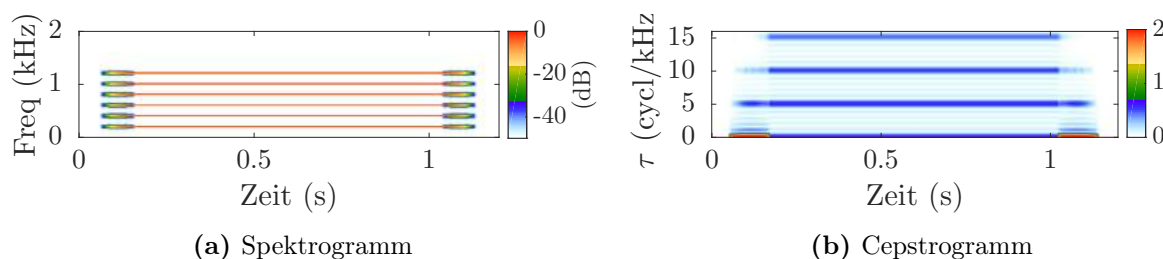 2
1
0
Freq (kHz)
0
0.5
1
Zeit (s)
0
-20
-40
(dB)
(a) Spektrogramm
15
10
5
0
τ (cycl/kHz)
0
0.5
1
Zeit (s)
2
1
0
(b) Cepstrogramm